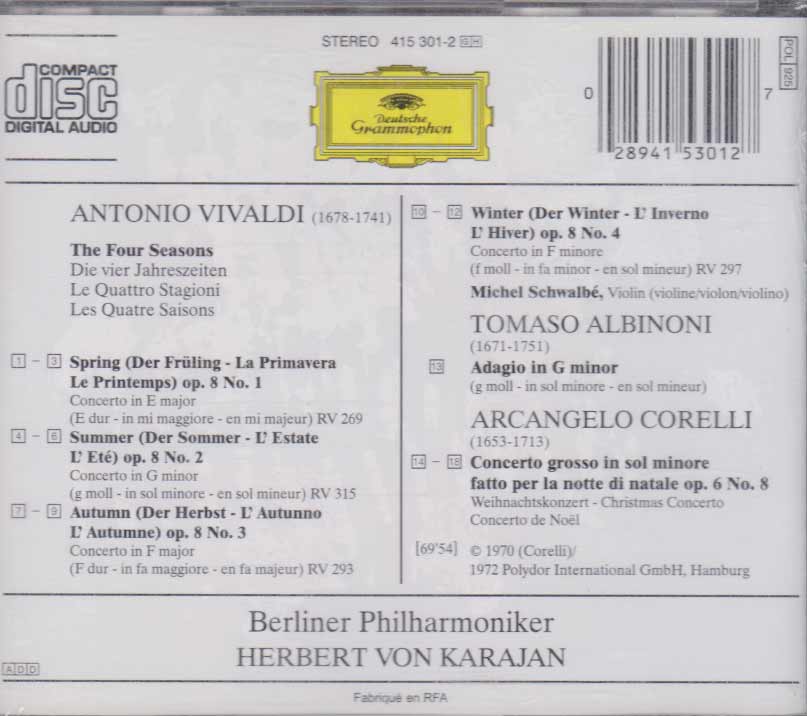 STEREO 415 301-2 GH
COMPACT
disc
DIGITAL AUDIO
Deutsche
Grammophon
POL 925
0 28941 53012 7
ANTONIO VIVALDI (1678-1741)
The Four Seasons
Die vier Jahreszeiten
Le Quattro Stagioni
Les Quatre Saisons
1 - 3 Spring (Der Früling - La Primavera
Le Printemps) op. 8 No. 1
Concerto in E major
(E dur - in mi maggiore - en mi majeur) RV 269
4 - 6 Summer (Der Sommer - L' Estate
L' Eté) op. 8 No. 2
Concerto in G minor
(g moll - in sol minore - en sol mineur) RV 315
7 - 9 Autumn (Der Herbst - L' Autunno
L' Automne) op. 8 No. 3
Concerto in F major
(F dur - in fa maggiore - en fa majeur) RV 293
10 - 12 Winter (Der Winter - L' Inverno
L' Hiver) op. 8 No. 4
Concerto in F minore
(f moll - in fa minor - en sol mineur) RV 297
Michel Schwalbé, Violin (violine/violon/violino)
TOMASO ALBINONI
(1671-1751)
13 Adagio in G minor
(g moll - in sol minore - en sol mineur)
ARCANGELO CORELLI
(1653-1713)
14 - 18 Concerto grosso in sol minore
fatto per la notte di natale op. 6 No. 8
Weihnachtskonzert - Christmas Concerto
Concerto de Noël
[69'54] © 1970 (Corelli)/
1972 Polydor International GmbH, Hamburg
Berliner Philharmoniker
HERBERT VON KARAJAN
ADD
Fabriqué en RFA